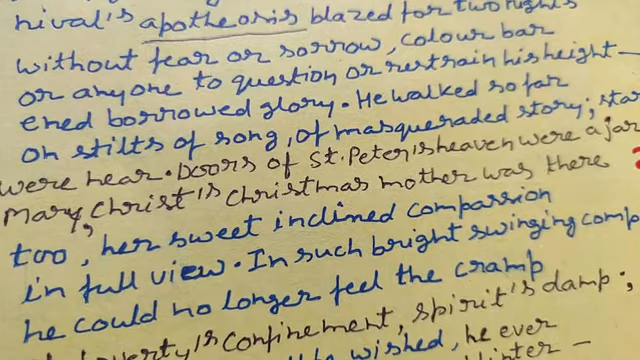 nival's apotheosis blazed for two nights
without fear or sorrow, colour bar
or anyone to question or restrain his height—
ened borrowed glory. He walked so far
on stilts of song, of masqueraded story; star
were near. Doors of St. Peter's heaven were ajar
Mary, Christ's Christmas mother was there
too, her sweet inclined compassion
in full view. In such bright swinging comp
he could no longer feel the cramp
confinement, spirit's damp;
wished, he ever